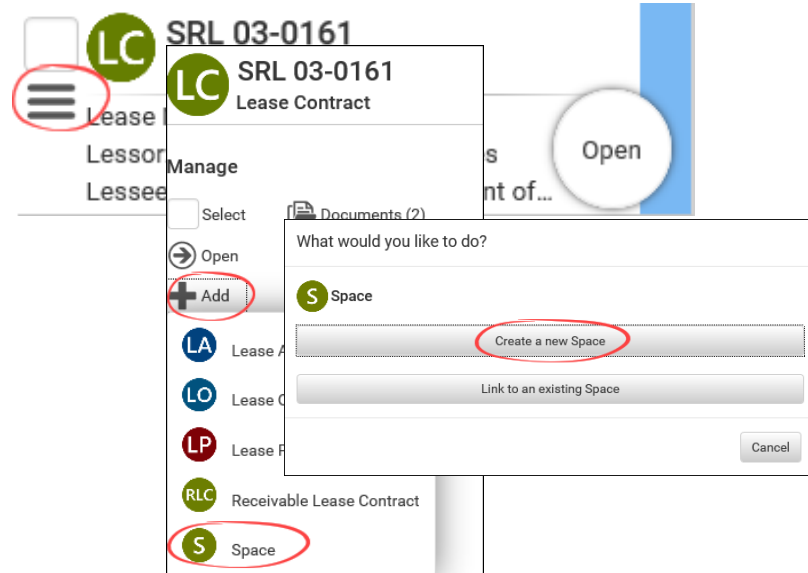 LC SRL 03-0161
Lease
Lessor
Lessee
s
nt of...
Open
LC SRL 03-0161
Lease Contract
Manage
Select Documents (2)
Open
Add
LA Lease A
LO Lease
LP Lease
RLC Receivable Lease Contract
S Space
What would you like to do?
S Space
Create a new Space
Link to an existing Space
Cancel